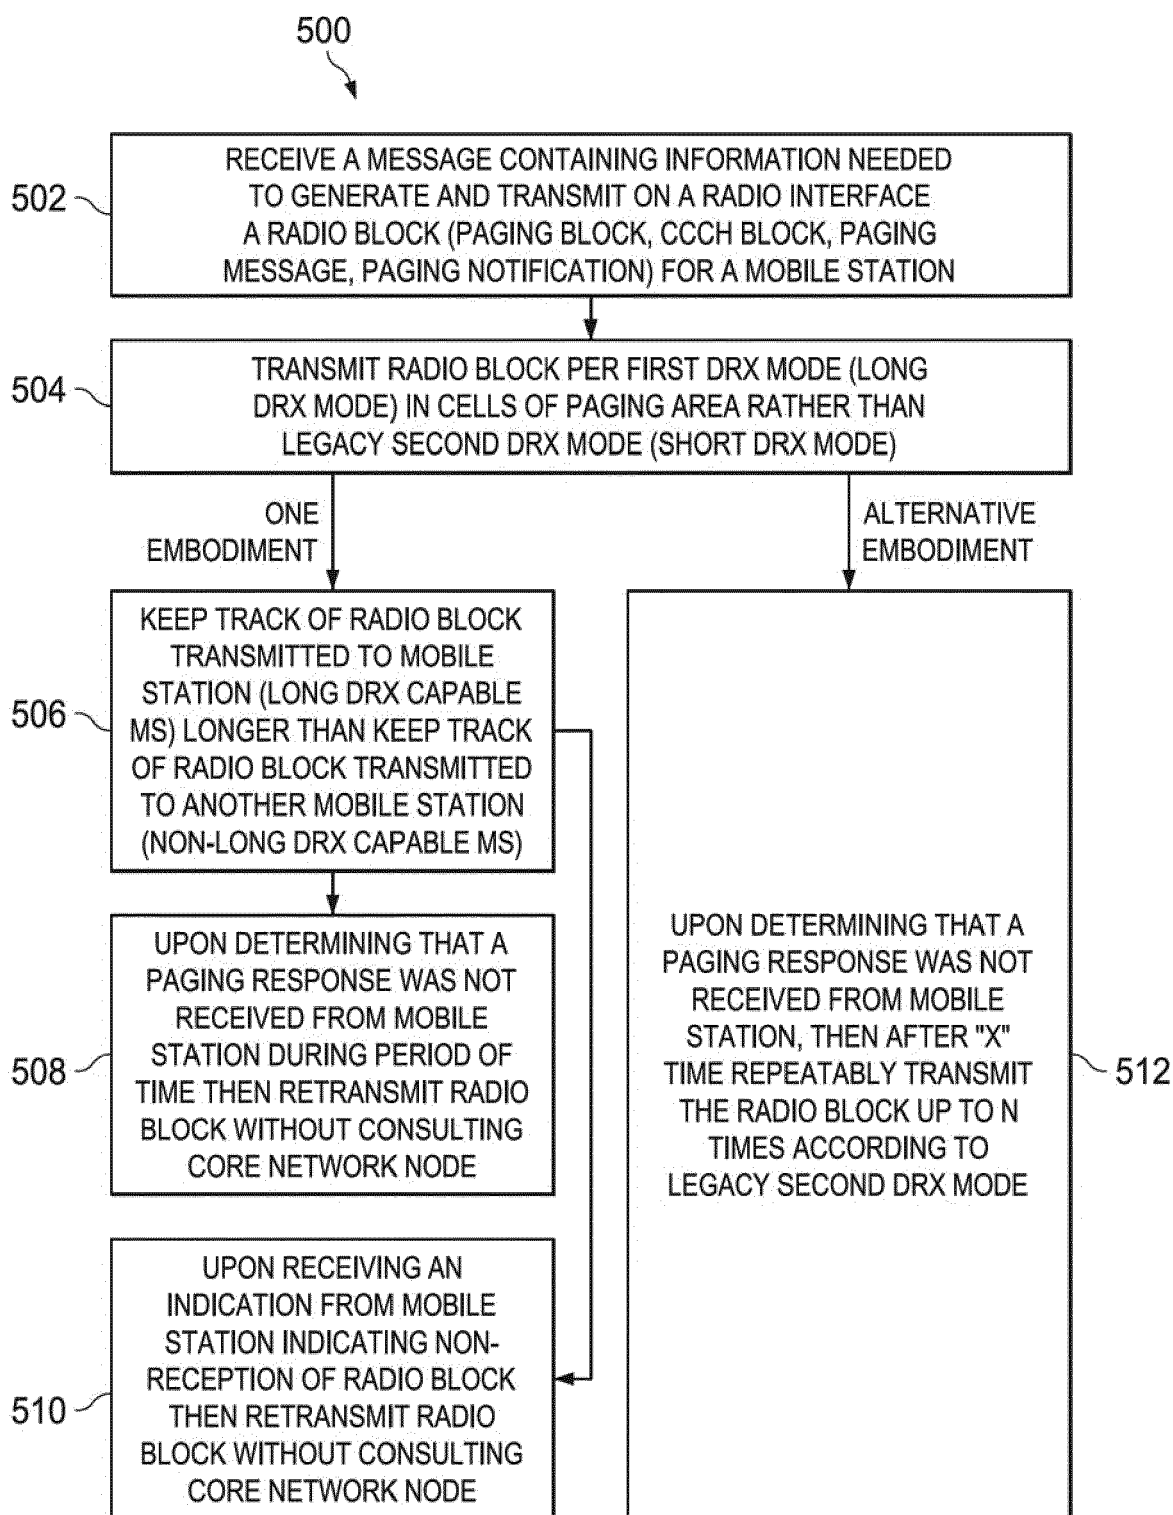 500
502
RECEIVE A MESSAGE CONTAINING INFORMATION NEEDED
TO GENERATE AND TRANSMIT ON A RADIO INTERFACE
A RADIO BLOCK (PAGING BLOCK, CCCH BLOCK, PAGING
MESSAGE, PAGING NOTIFICATION) FOR A MOBILE STATION
504
TRANSMIT RADIO BLOCK PER FIRST DRX MODE (LONG
DRX MODE) IN CELLS OF PAGING AREA RATHER THAN
LEGACY SECOND DRX MODE (SHORT DRX MODE)
ONE
EMBODIMENT
ALTERNATIVE
EMBODIMENT
506
KEEP TRACK OF RADIO BLOCK
TRANSMITTED TO MOBILE
STATION (LONG DRX CAPABLE
MS) LONGER THAN KEEP TRACK
OF RADIO BLOCK TRANSMITTED
TO ANOTHER MOBILE STATION
(NON-LONG DRX CAPABLE MS)
508
UPON DETERMINING THAT A
PAGING RESPONSE WAS NOT
RECEIVED FROM MOBILE
STATION DURING PERIOD OF
TIME THEN RETRANSMIT RADIO
BLOCK WITHOUT CONSULTING
CORE NETWORK NODE
510
UPON RECEIVING AN
INDICATION FROM MOBILE
STATION INDICATING NON-
RECEPTION OF RADIO BLOCK
THEN RETRANSMIT RADIO
BLOCK WITHOUT CONSULTING
CORE NETWORK NODE
UPON DETERMINING THAT A
PAGING RESPONSE WAS NOT
RECEIVED FROM MOBILE
STATION, THEN AFTER "X"
TIME REPEATABLY TRANSMIT
THE RADIO BLOCK UP TO N
TIMES ACCORDING TO
LEGACY SECOND DRX MODE
512